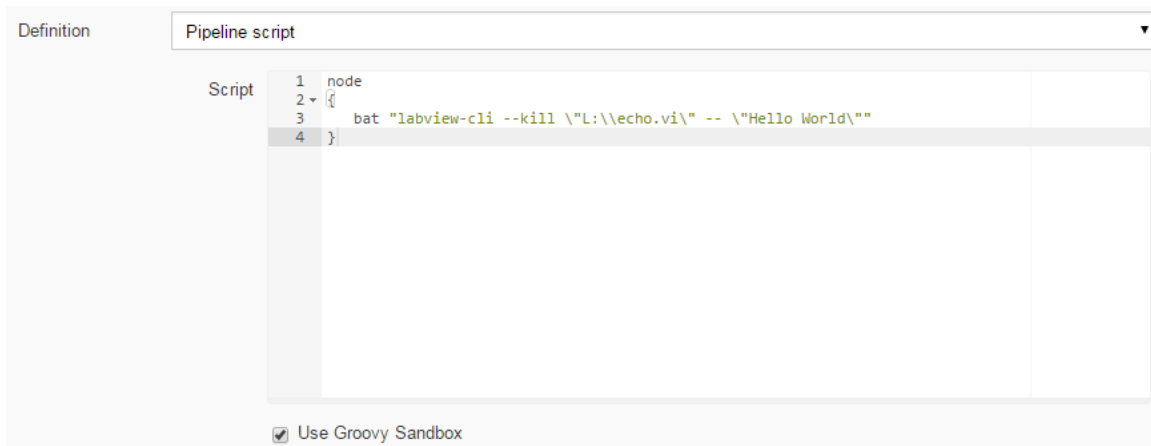 Definition
Pipeline script
Script
1 node
2 {
3 bat "labview-cli --kill \"L:\\echo.vi\" -- \"Hello World\""
4 }
Use Groovy Sandbox